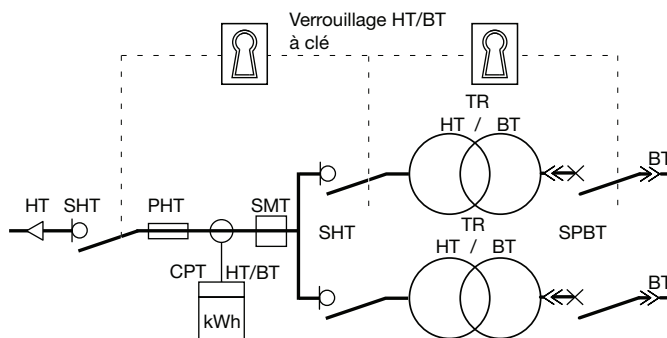 Verrouillage HT/BT
à clé
TR
HT / BT
BT
HT
SHT
PHT
SMT
SHT
TR
HT / BT
SPBT
CPT
HT/BT
BT
kWh